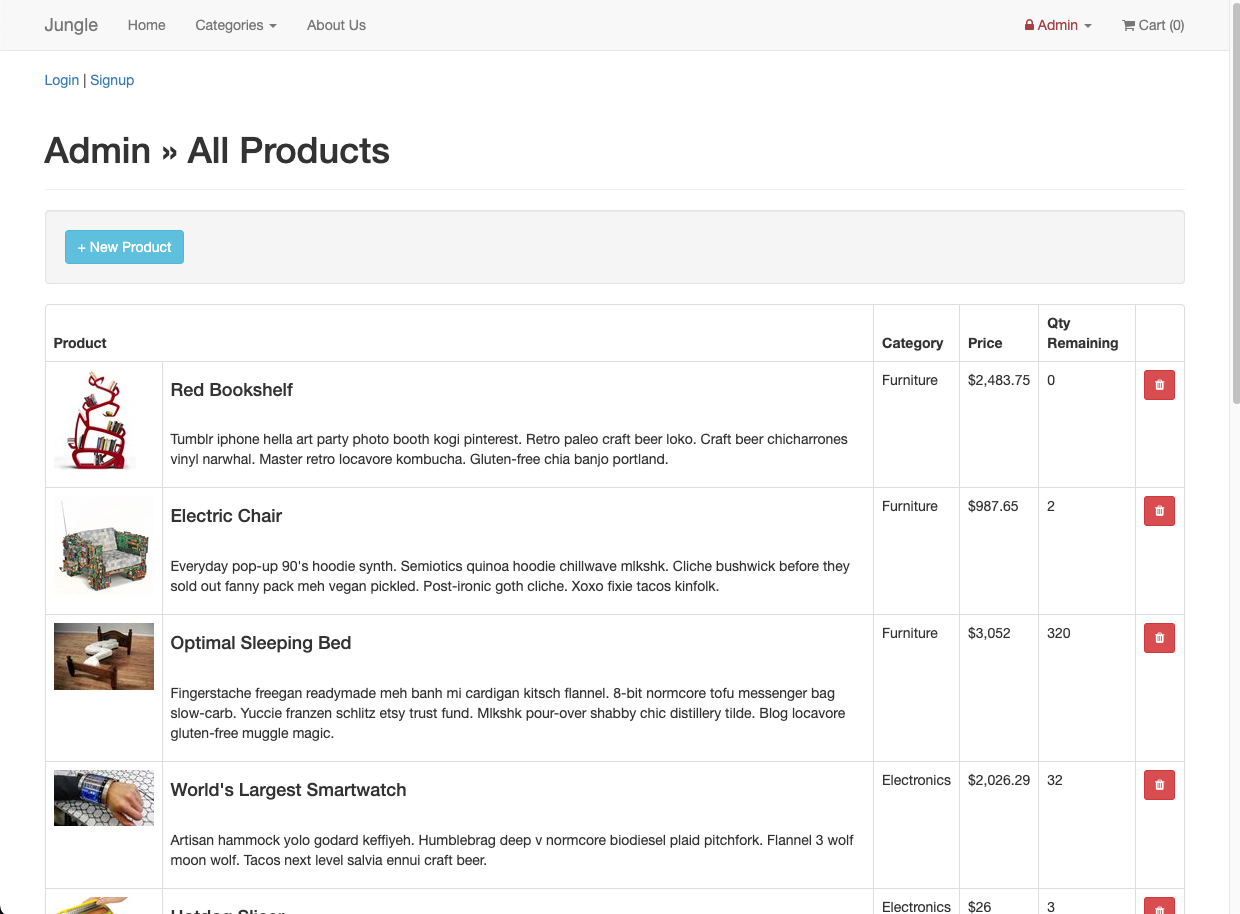 Jungle Home Categories About Us Admin Cart (0)
Login | Signup
Admin » All Products
+ New Product
Product Category Price Qty Remaining
Red Bookshelf Furniture $2,483.75 0
Tumblr iphone hella art party photo booth kogi pinterest. Retro paleo craft beer loko. Craft beer chicharrones
vinyl narwhal. Master retro locavore kombucha. Gluten-free chia banjo portland.
Electric Chair Furniture $987.65 2
Everyday pop-up 90's hoodie synth. Semiotics quinoa hoodie chillwave mlkshk. Cliche bushwick before they
sold out fanny pack meh vegan pickled. Post-ironic goth cliche. Xoxo fixie tacos kinfolk.
Optimal Sleeping Bed Furniture $3,052 320
Fingerstache freegan readymade meh banh mi cardigan kitsch flannel. 8-bit normcore tofu messenger bag
slow-carb. Yuccie franzen schlitz etsy trust fund. Mlkshk pour-over shabby chic distillery tilde. Blog locavore
gluten-free muggle magic.
World's Largest Smartwatch Electronics $2,026.29 32
Artisan hammock yolo godard keffiyeh. Humblebrag deep v normcore biodiesel plaid pitchfork. Flannel 3 wolf
moon wolf. Tacos next level salvia ennui craft beer.
Hotdog Slicer Electronics $26 3